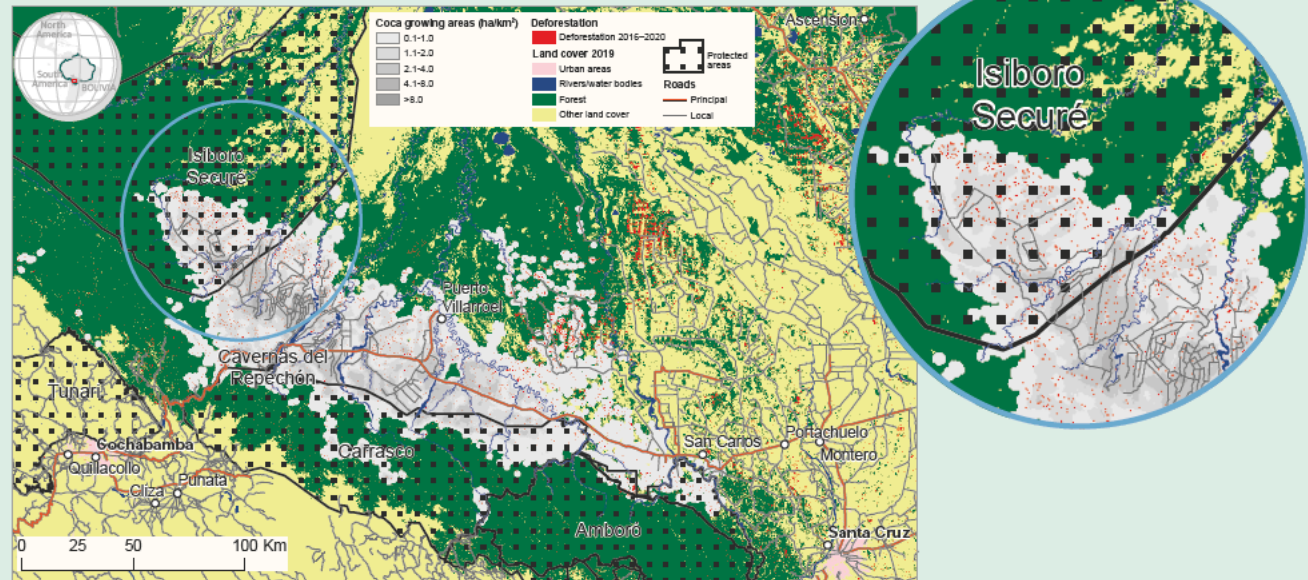 North
America
South
America
BOLIVIA
Coca growing areas (ha/km²)
0.1-1.0
1.1-2.0
2.1-4.0
4.1-8.0
>8.0
Deforestation
Deforestation 2016–2020
Land cover 2019
Urban areas
Rivers/water bodies
Forest
Other land cover
Protected
areas
Roads
Principal
Local
Ascensión
Isiboro
Securé
Isiboro
Securé
Puerto
Villarroel
Cavernas del
Repechón
Tunari
Cochabamba
Quillacollo
Cliza
Punata
Carrasco
San Carlos
Portachuelo
Montero
Amboró
Santa Cruz
0 25 50 100 Km